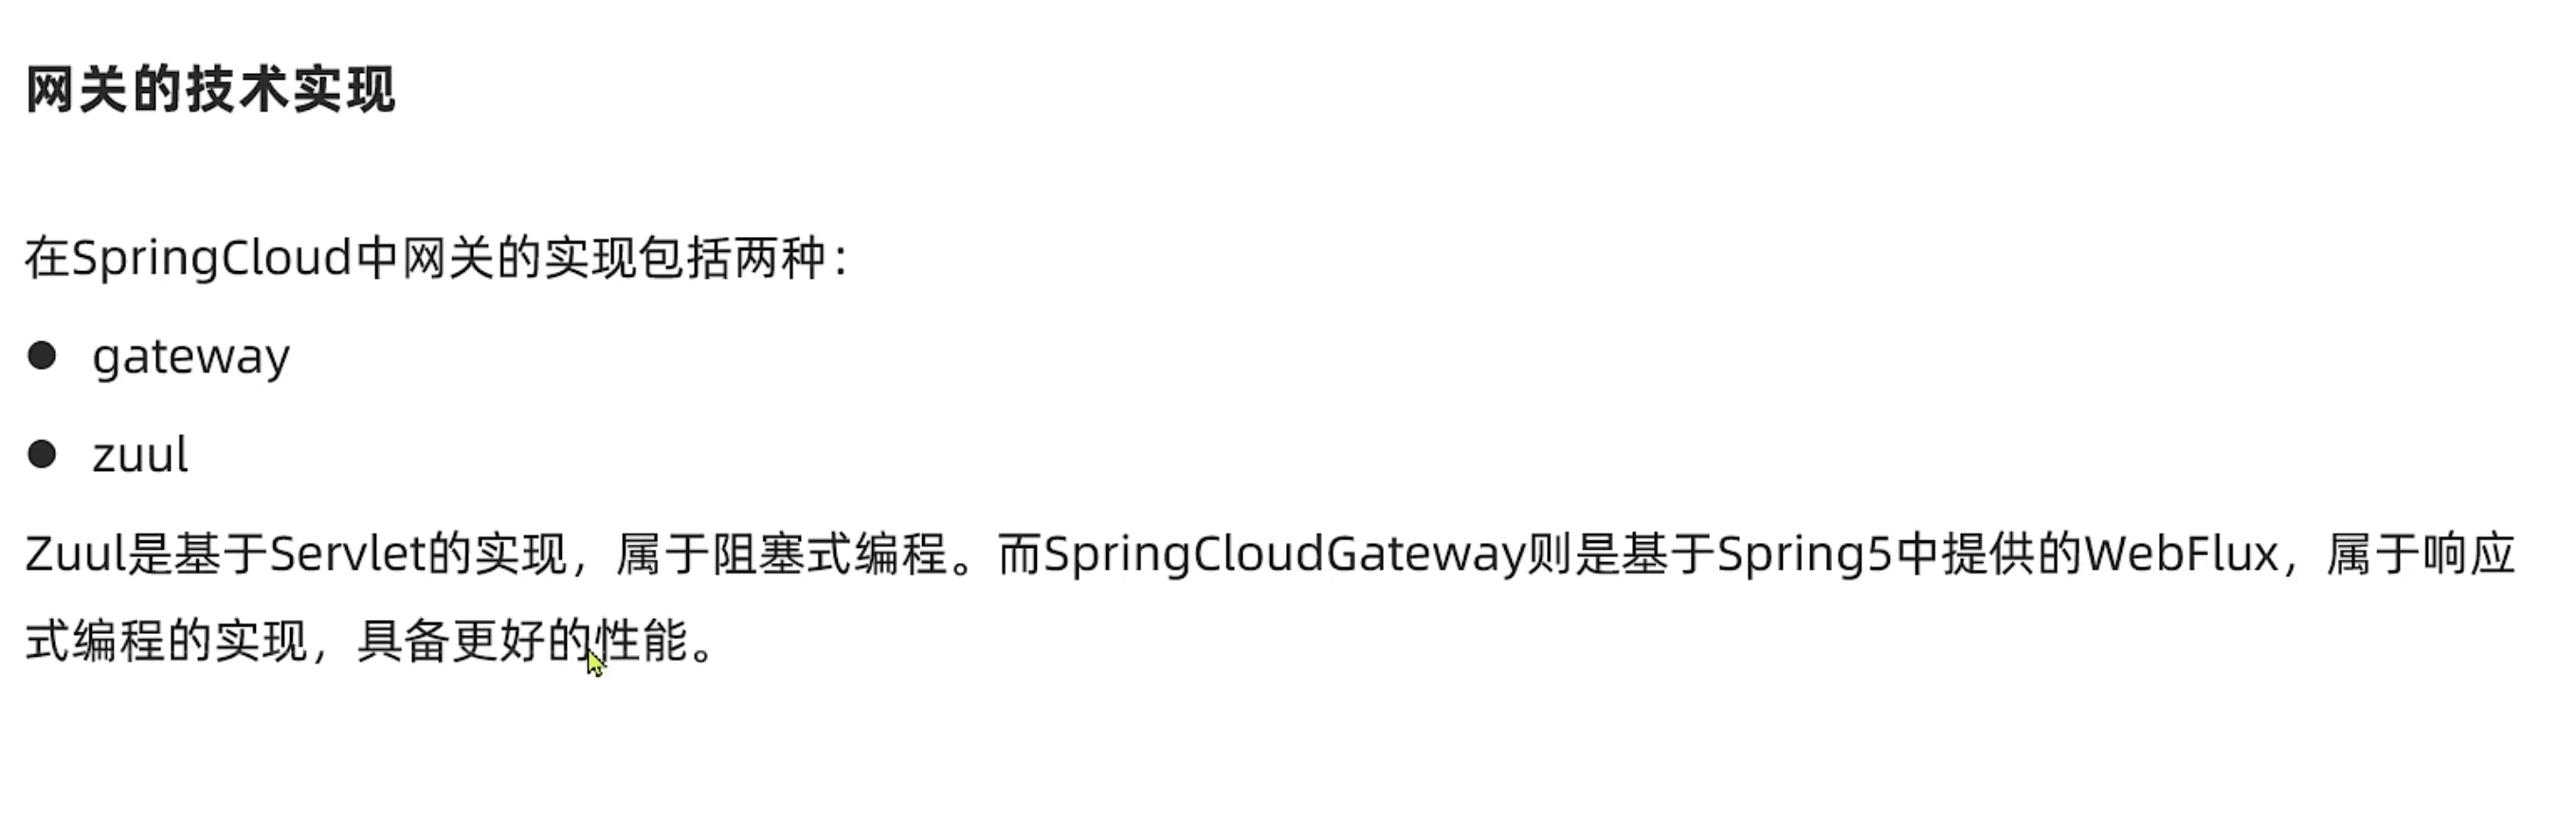 网关的技术实现
在SpringCloud中网关的实现包括两种：
● gateway
● zuul
Zuul是基于Servlet的实现，属于阻塞式编程。而SpringCloudGateway则是基于Spring5中提供的WebFlux，属于响应
式编程的实现，具备更好的性能。